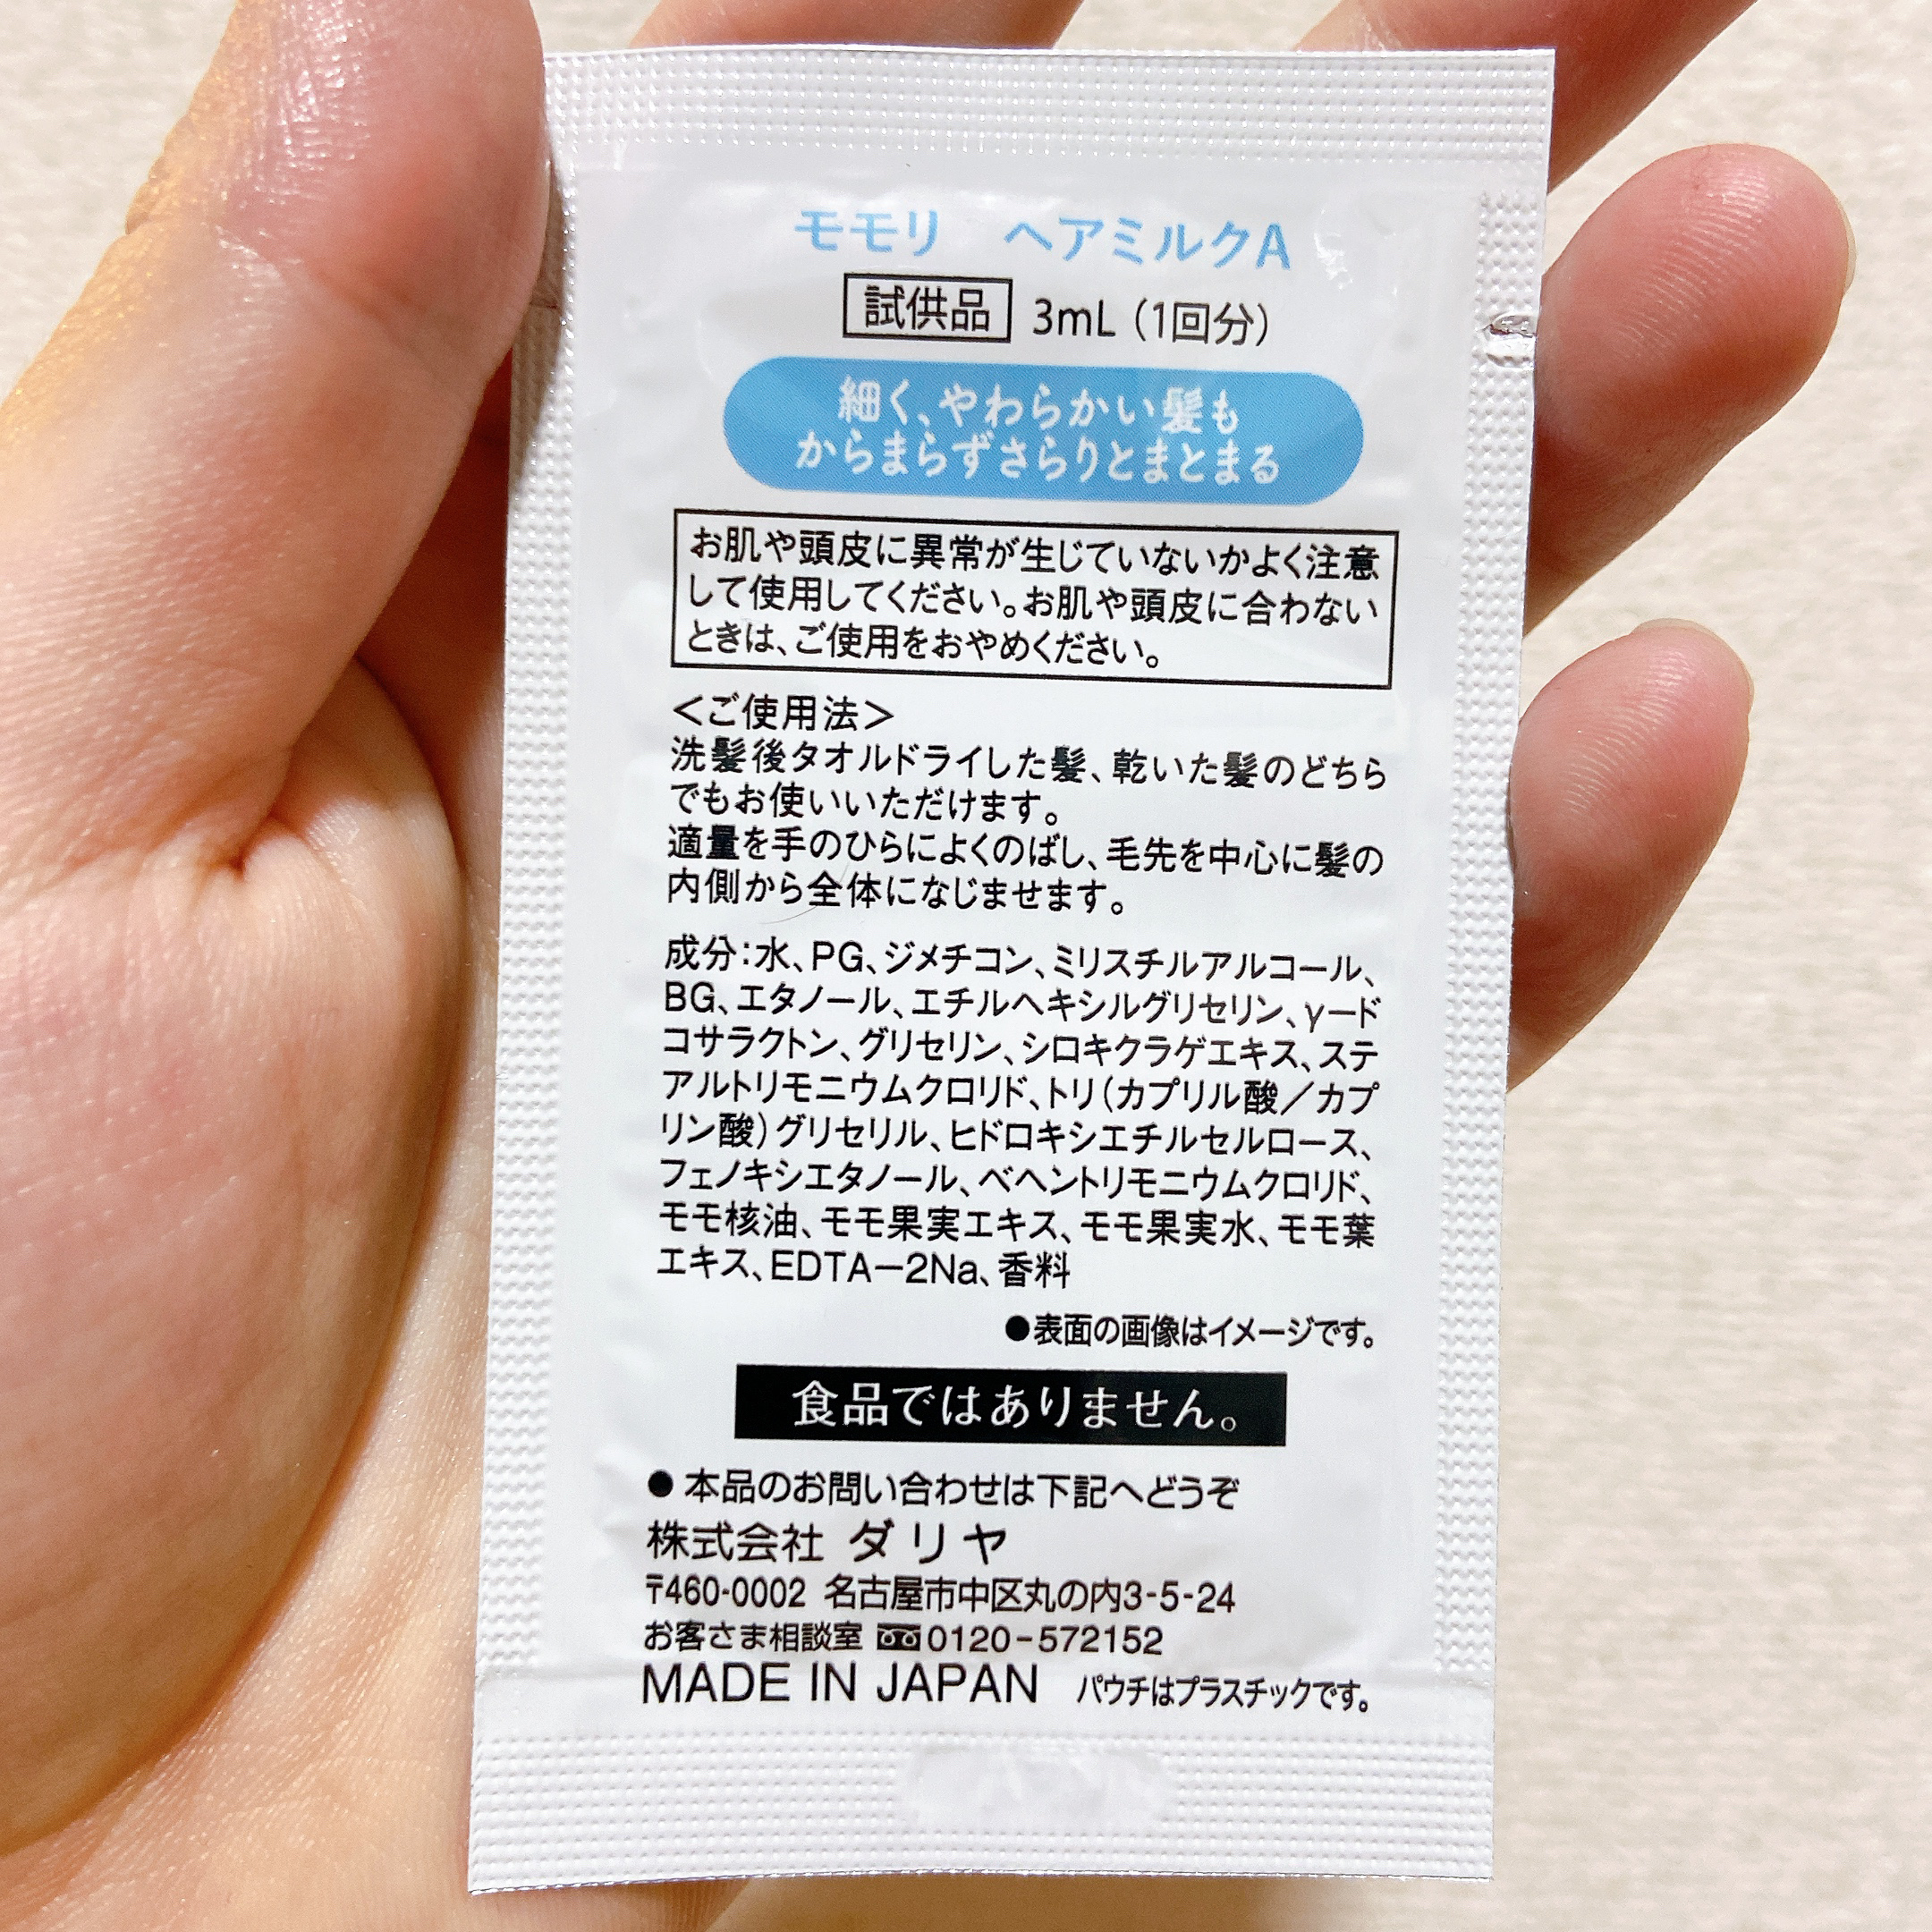 モモリ　ヘアミルクA
試供品 3mL（1回分）
細く、やわらかい髪も
からまらずさらりとまとまる
お肌や頭皮に異常が生じていないかよく注意
して使用してください。お肌や頭皮に合わない
ときは、ご使用をおやめください。
＜ご使用法＞
洗髪後タオルドライした髪、乾いた髪のどちら
でもお使いいただけます。
適量を手のひらによくのばし、毛先を中心に髪の
内側から全体になじませます。
成分：水、PG、ジメチコン、ミリスチルアルコール、
BG、エタノール、エチルヘキシルグリセリン、γード
コサラクトン、グリセリン、シロキクラゲエキス、ステ
アルトリモニウムクロリド、トリ（カプリル酸／カプ
リン酸）グリセリル、ヒドロキシエチルセルロース、
フェノキシエタノール、ベヘントリモニウムクロリド、
モモ核油、モモ果実エキス、モモ果実水、モモ葉
エキス、EDTAー2Na、香料
●表面の画像はイメージです。
食品ではありません。
● 本品のお問い合わせは下記へどうぞ
株式会社 ダリヤ
〒460-0002 名古屋市中区丸の内3-5-24
お客さま相談室 0120-572152
MADE IN JAPAN パウチはプラスチックです。